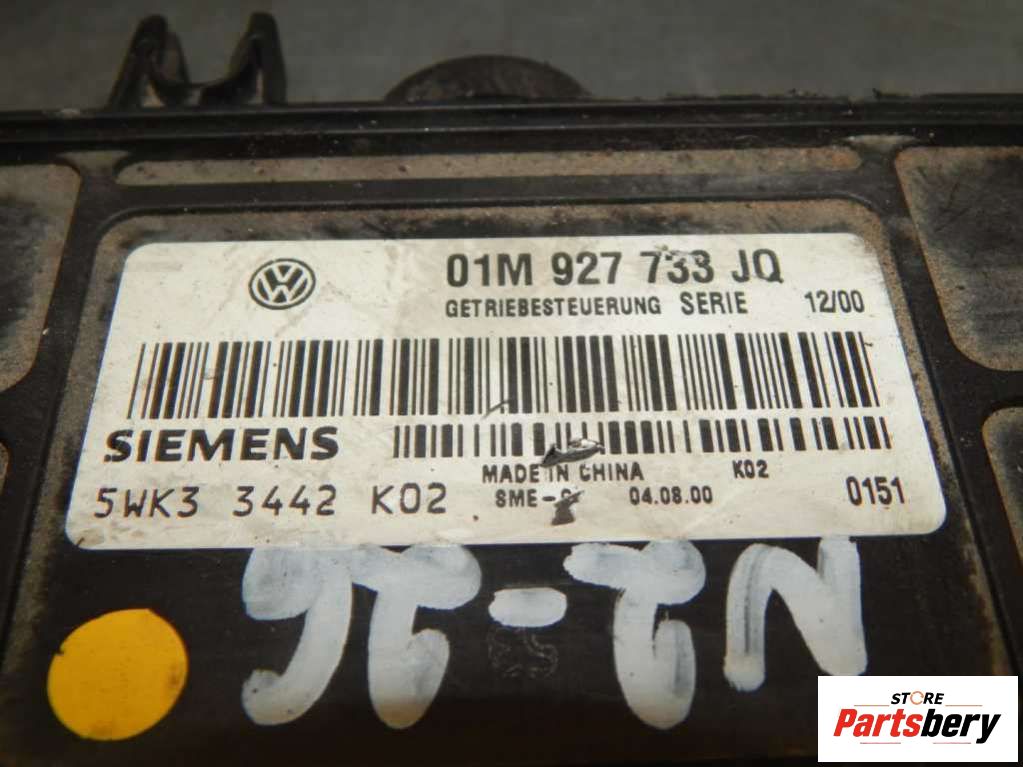 01M 927 733 JQ
GETRIEBESTEUERUNG SERIE 12/00
SIEMENS
MADE IN CHINA K02
5WK3 3442 K02 04.08.00 0151
STORE
Partsbery